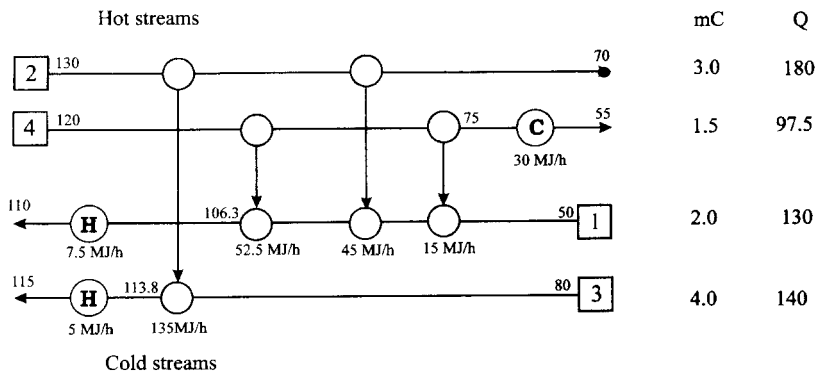 Hot streams mC Q
2 130 70 3.0 180
4 120 75 C 55 1.5 97.5
30 MJ/h
110 H 106.3 50 1 2.0 130
7.5 MJ/h 52.5 MJ/h 45 MJ/h 15 MJ/h
115 H 113.8 80 3 4.0 140
5 MJ/h 135MJ/h
Cold streams